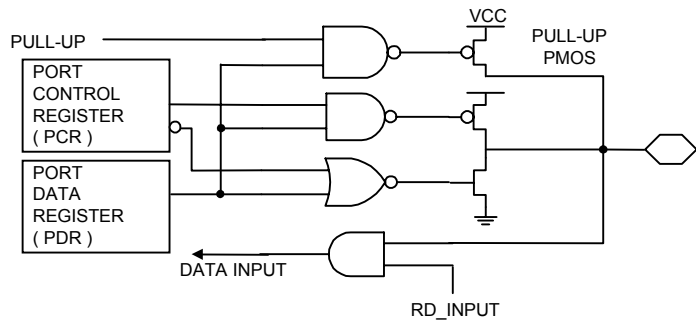 VCC
PULL-UP
PULL-UP
PMOS
PORT
CONTROL
REGISTER
( PCR )
PORT
DATA
REGISTER
( PDR )
DATA INPUT
RD_INPUT